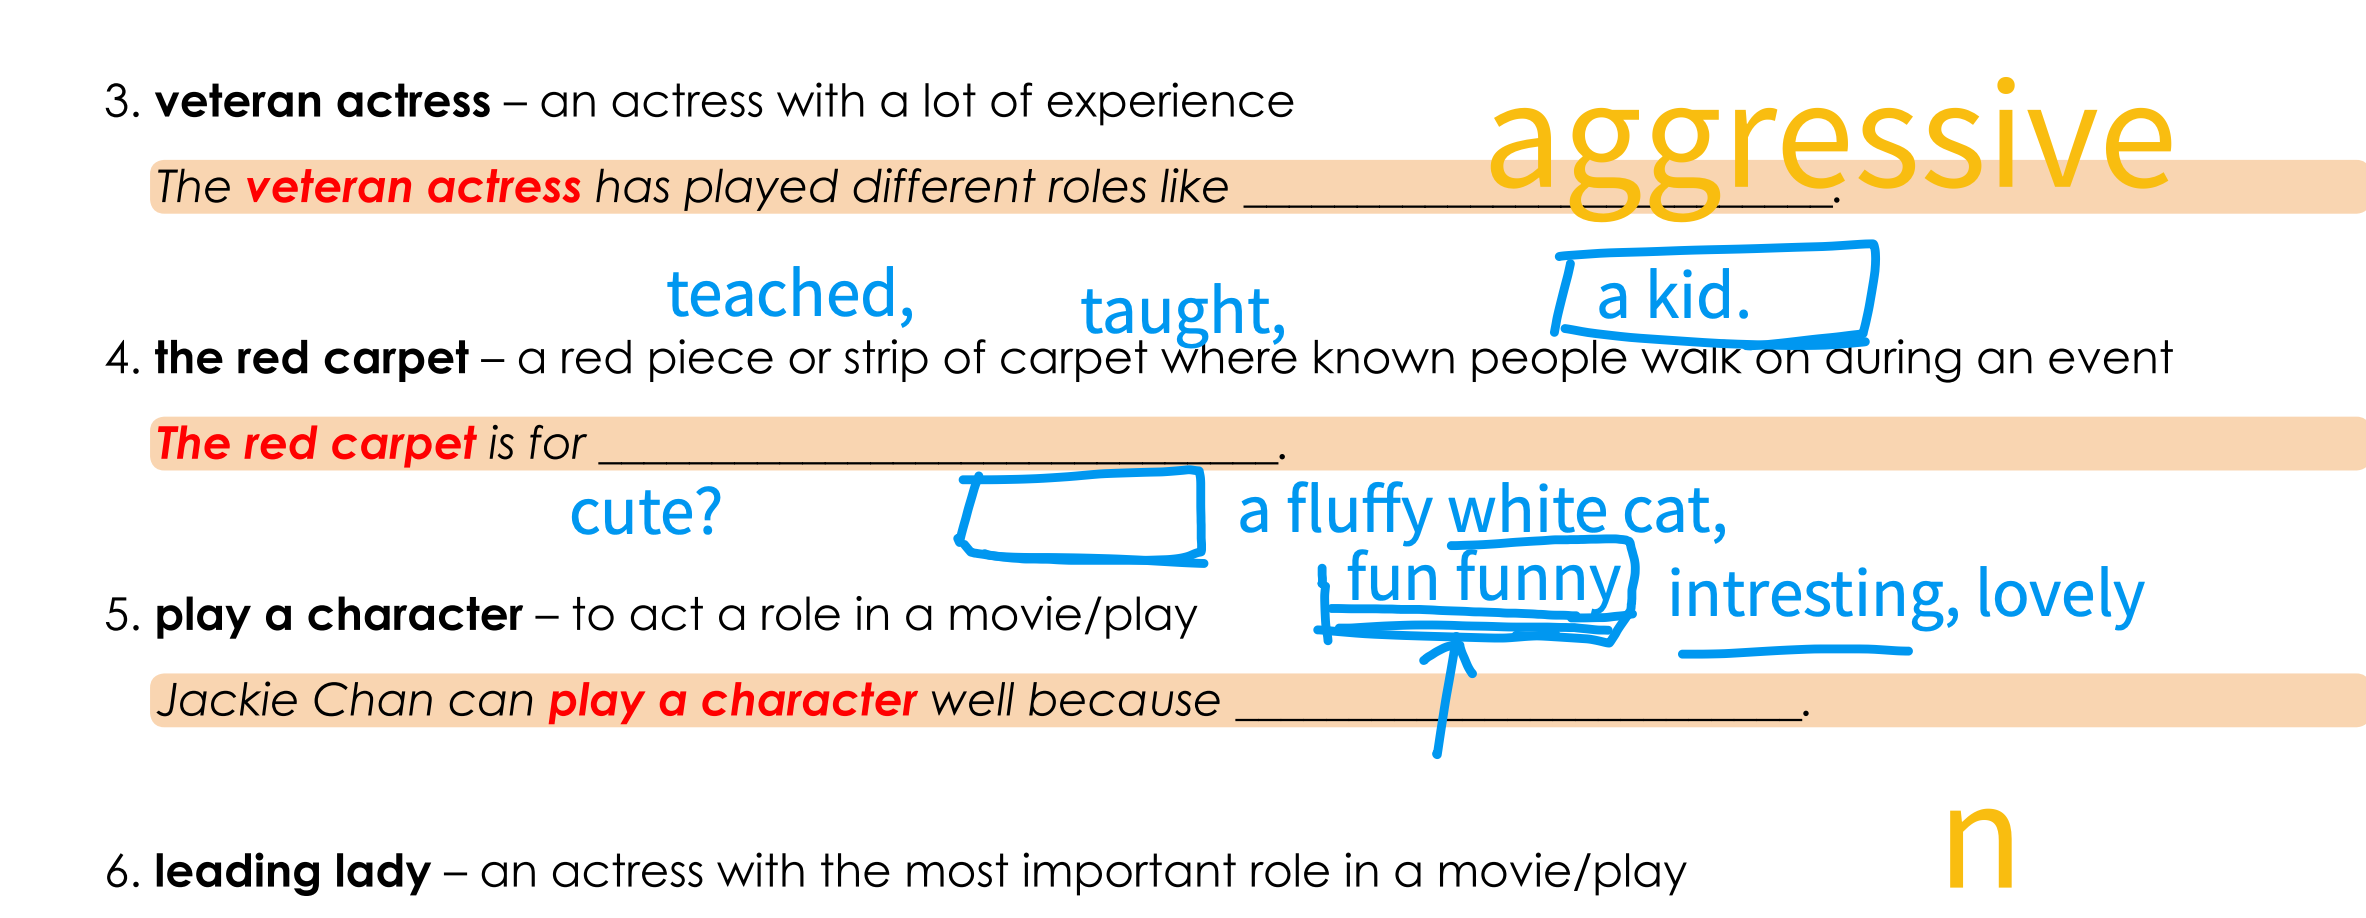 3. veteran actress – an actress with a lot of experience
aggressive
The veteran actress has played different roles like __________________________.
teached,
taught,
a kid.
4. the red carpet – a red piece or strip of carpet where known people walk on during an event
The red carpet is for ______________________________.
cute?
a fluffy white cat,
fun funny
intresting, lovely
5. play a character – to act a role in a movie/play
Jackie Chan can play a character well because _________________________.
n
6. leading lady – an actress with the most important role in a movie/play